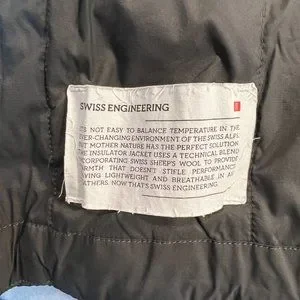 SWISS ENGINEERING
IT'S NOT EASY TO BALANCE TEMPERATURE IN THE
EVER-CHANGING ENVIRONMENT OF THE SWISS ALPS.
BUT MOTHER NATURE HAS THE PERFECT SOLUTION.
THE INSULATOR JACKET USES A TECHNICAL BLEND
INCORPORATING SWISS SHEEP'S WOOL TO PROVIDE
WARMTH THAT DOESN'T STIFLE PERFORMANCE
LIGHTWEIGHT AND BREATHABLE IN ALL
WEATHERS. NOW THAT'S SWISS ENGINEERING.